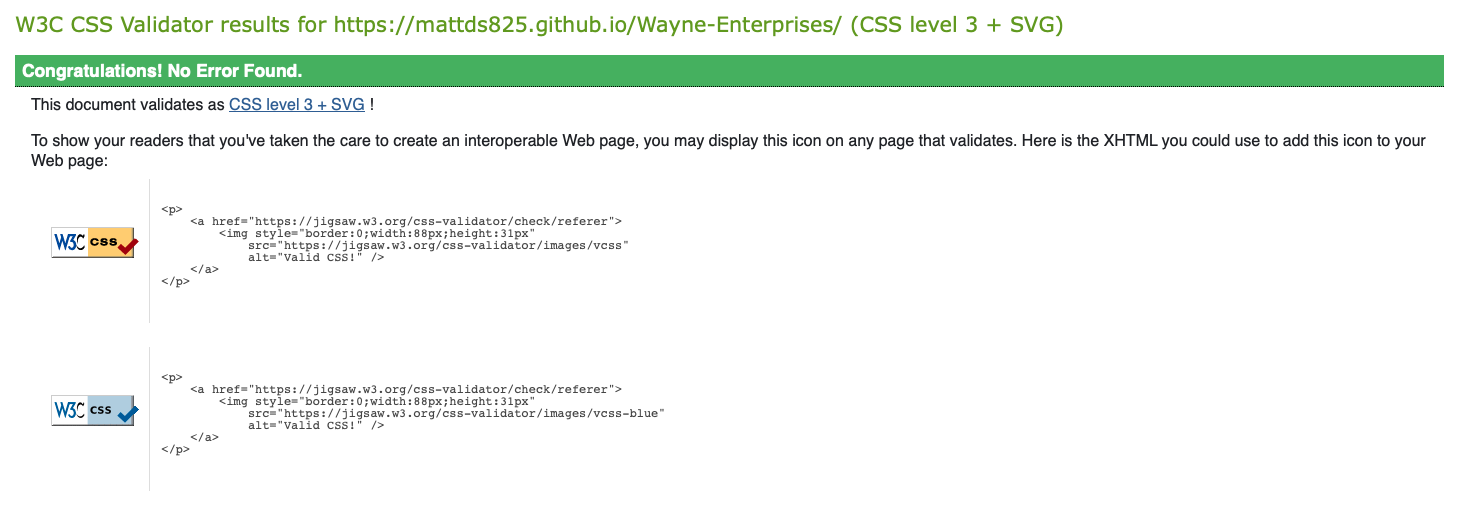 W3C CSS Validator results for https://mattds825.github.io/Wayne-Enterprises/ (CSS level 3 + SVG)
Congratulations! No Error Found.
This document validates as CSS level 3 + SVG !
To show your readers that you've taken the care to create an interoperable Web page, you may display this icon on any page that validates. Here is the XHTML you could use to add this icon to your
Web page:
W3C css
<p>
    <a href="https://jigsaw.w3.org/css-validator/check/referer">
        <img style="border:0;width:88px;height:31px"
            src="https://jigsaw.w3.org/css-validator/images/vcss"
            alt="Valid CSS!" />
    </a>
</p>
W3C css
<p>
    <a href="https://jigsaw.w3.org/css-validator/check/referer">
        <img style="border:0;width:88px;height:31px"
            src="https://jigsaw.w3.org/css-validator/images/vcss-blue"
            alt="Valid CSS!" />
    </a>
</p>